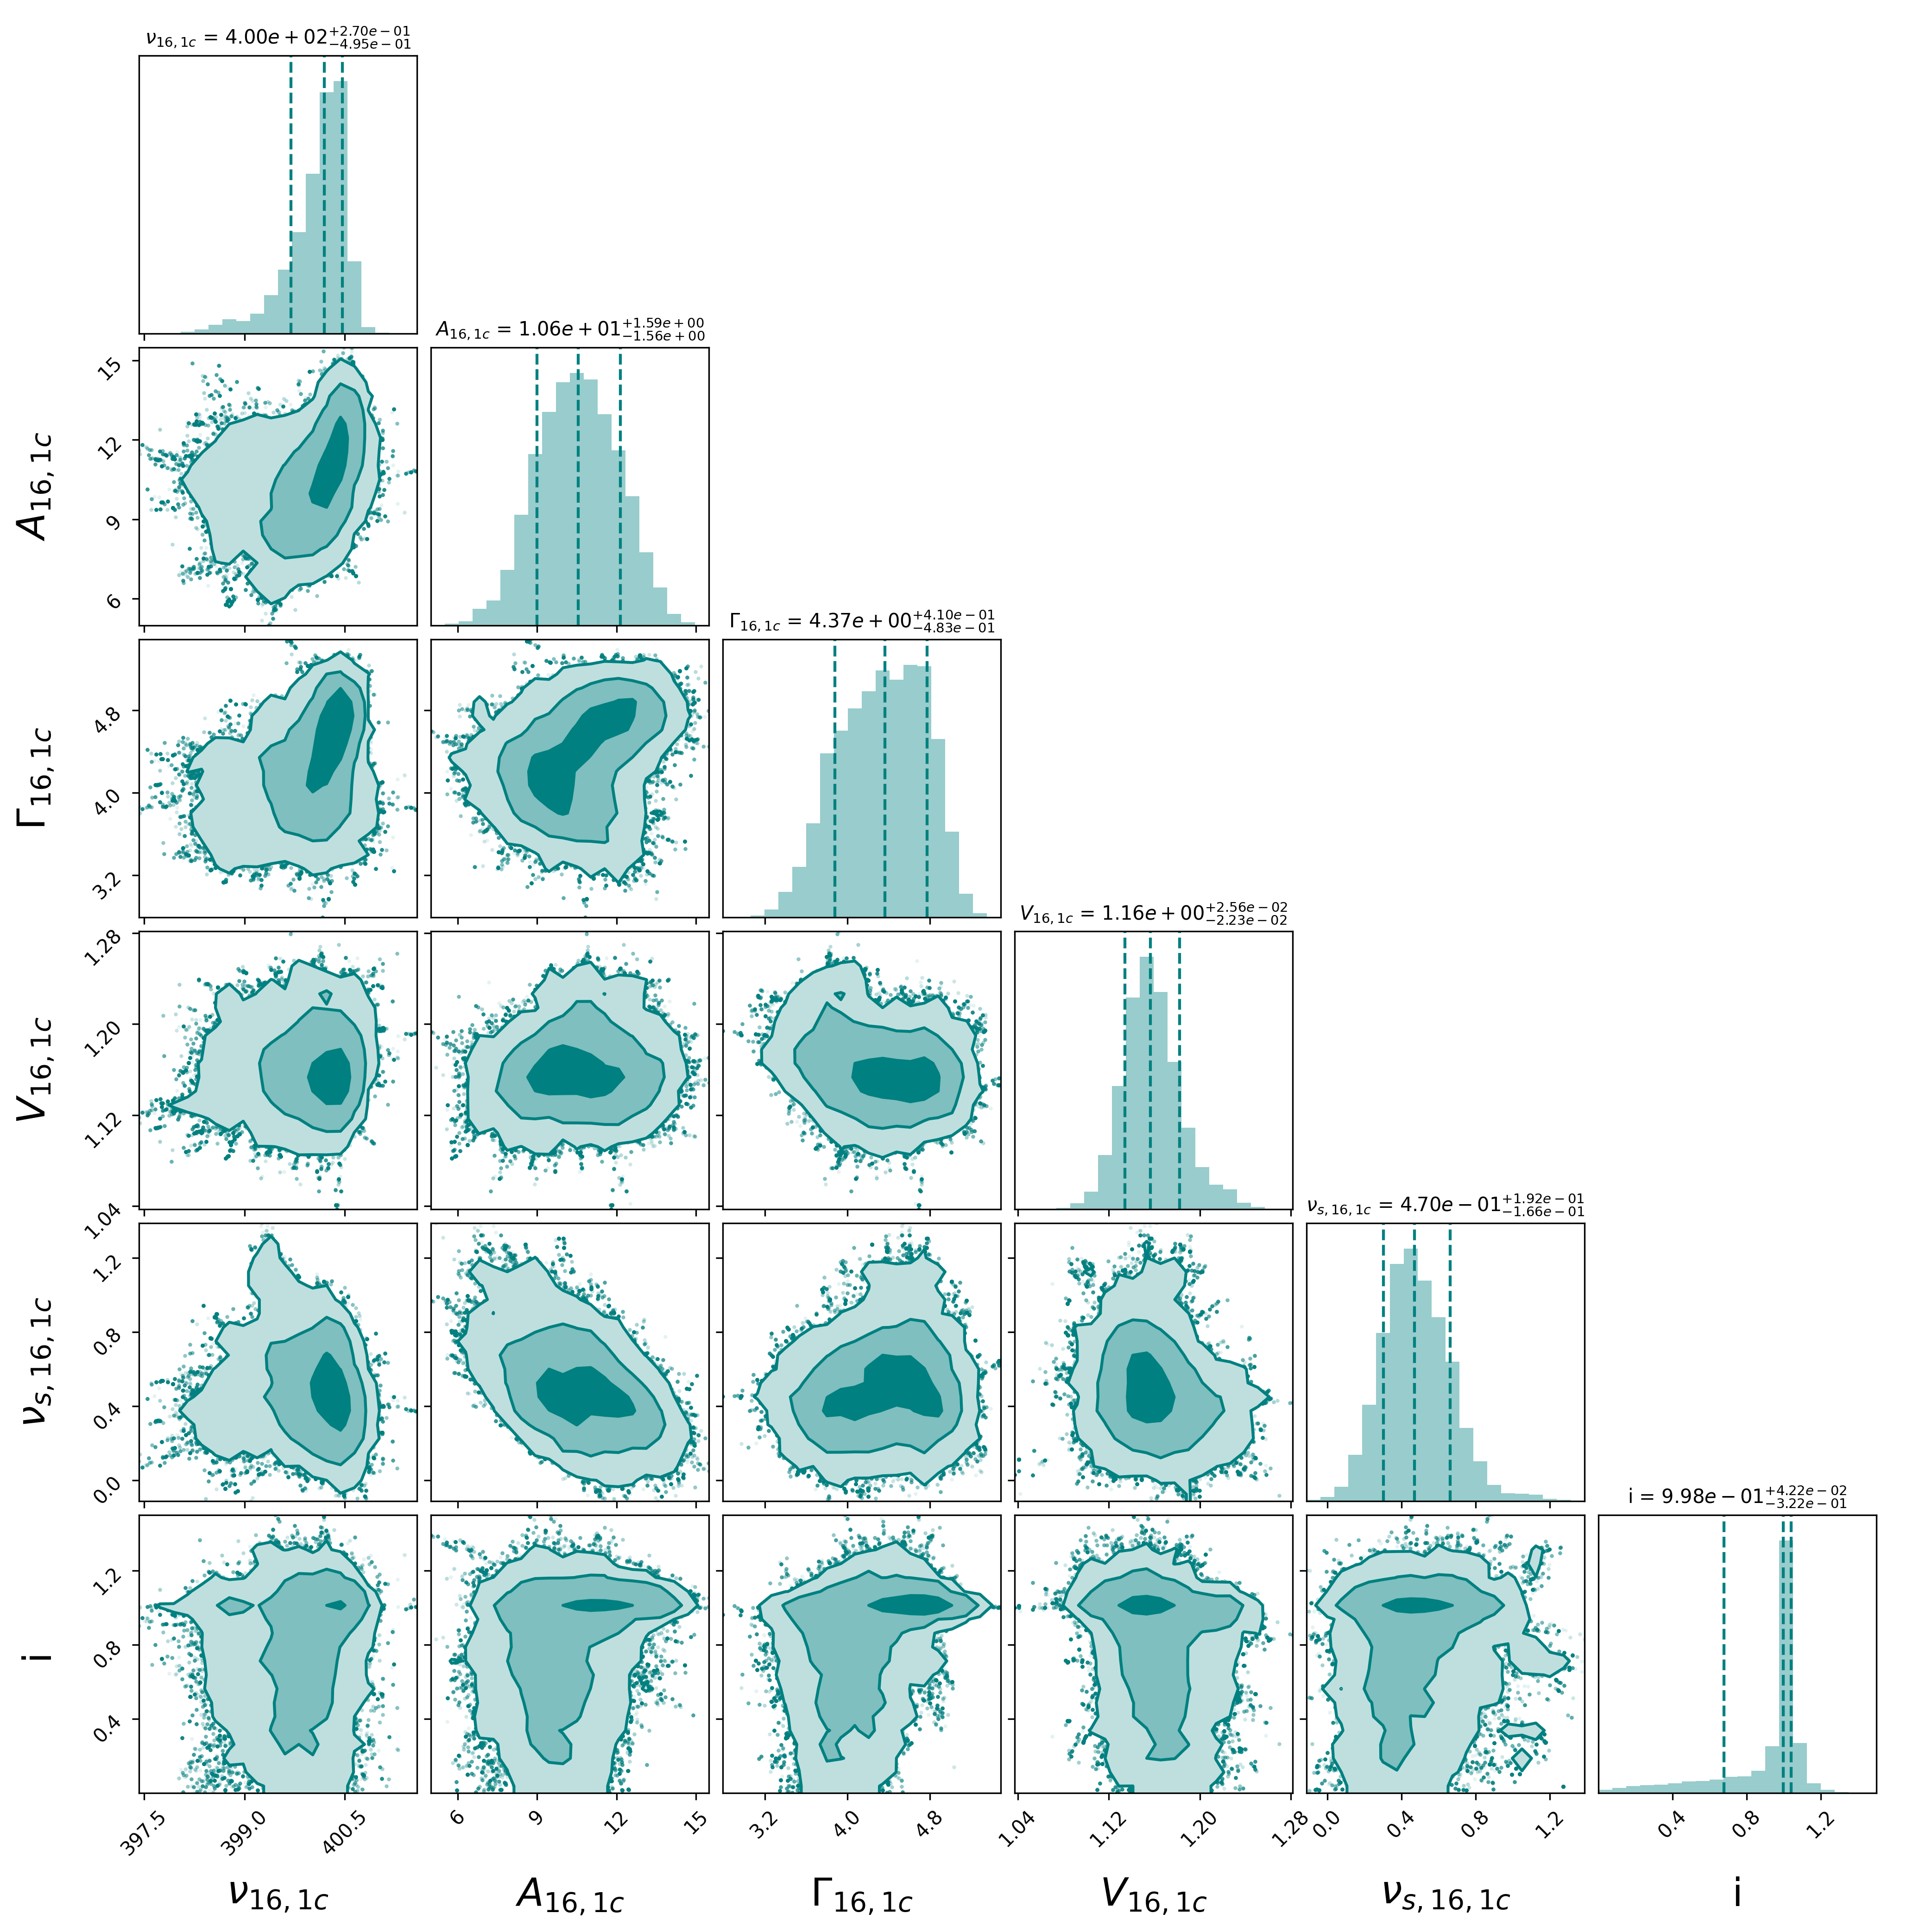 ν16,1c = 4.00e + 02 +2.70e − 01 −4.95e − 01
A16,1c = 1.06e + 01 +1.59e + 00 −1.56e + 00
15
12
9
6
A16,1c
Γ16,1c = 4.37e + 00 +4.10e − 01 −4.83e − 01
4.8
4.0
3.2
Γ16,1c
V16,1c = 1.16e + 00 +2.56e − 02 −2.23e − 02
1.28
1.20
1.12
1.04
V16,1c
νs,16,1c = 4.70e − 01 +1.92e − 01 −1.66e − 01
1.2
0.8
0.4
0.0
νs,16,1c
i = 9.98e − 01 +4.22e − 02 −3.22e − 01
1.2
0.8
0.4
i
397.5 399.0 400.5 6 9 12 15 3.2 4.0 4.8 1.04 1.12 1.20 1.28 0.0 0.4 0.8 1.2 0.4 0.8 1.2
ν16,1c A16,1c Γ16,1c V16,1c νs,16,1c i